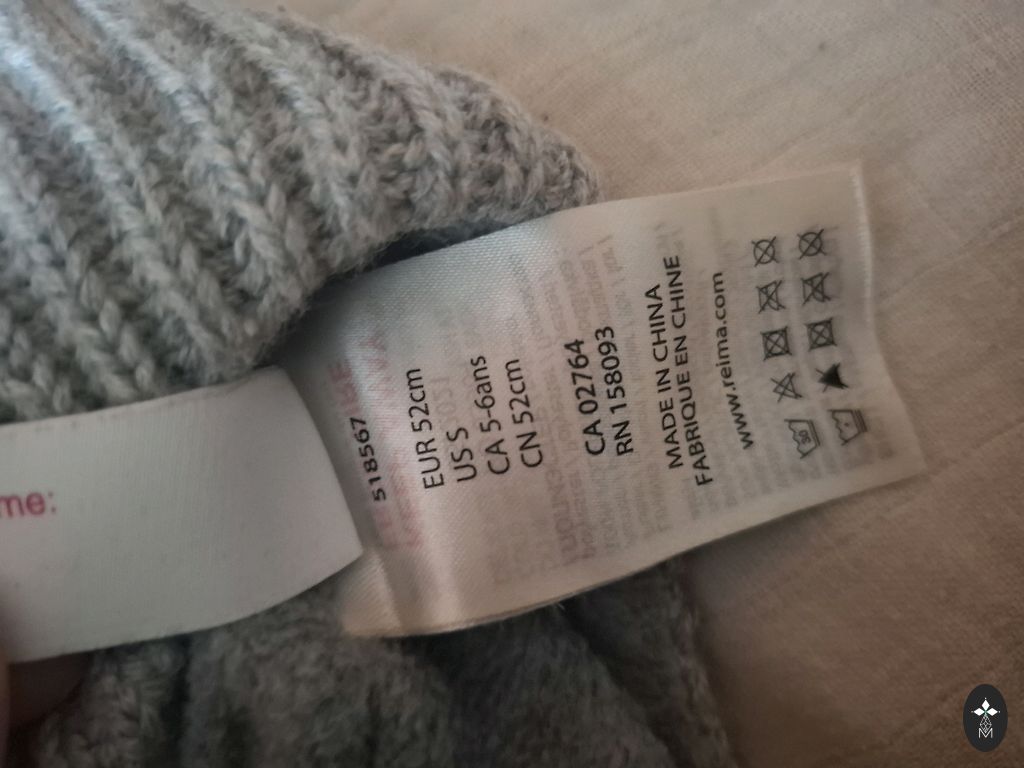 me:
518567
EUR 52cm
US S
CA 5-6ans
CN 52cm
CA 02764
RN 158093
MADE IN CHINA
FABRIQUE EN CHINE
www.reima.com
M